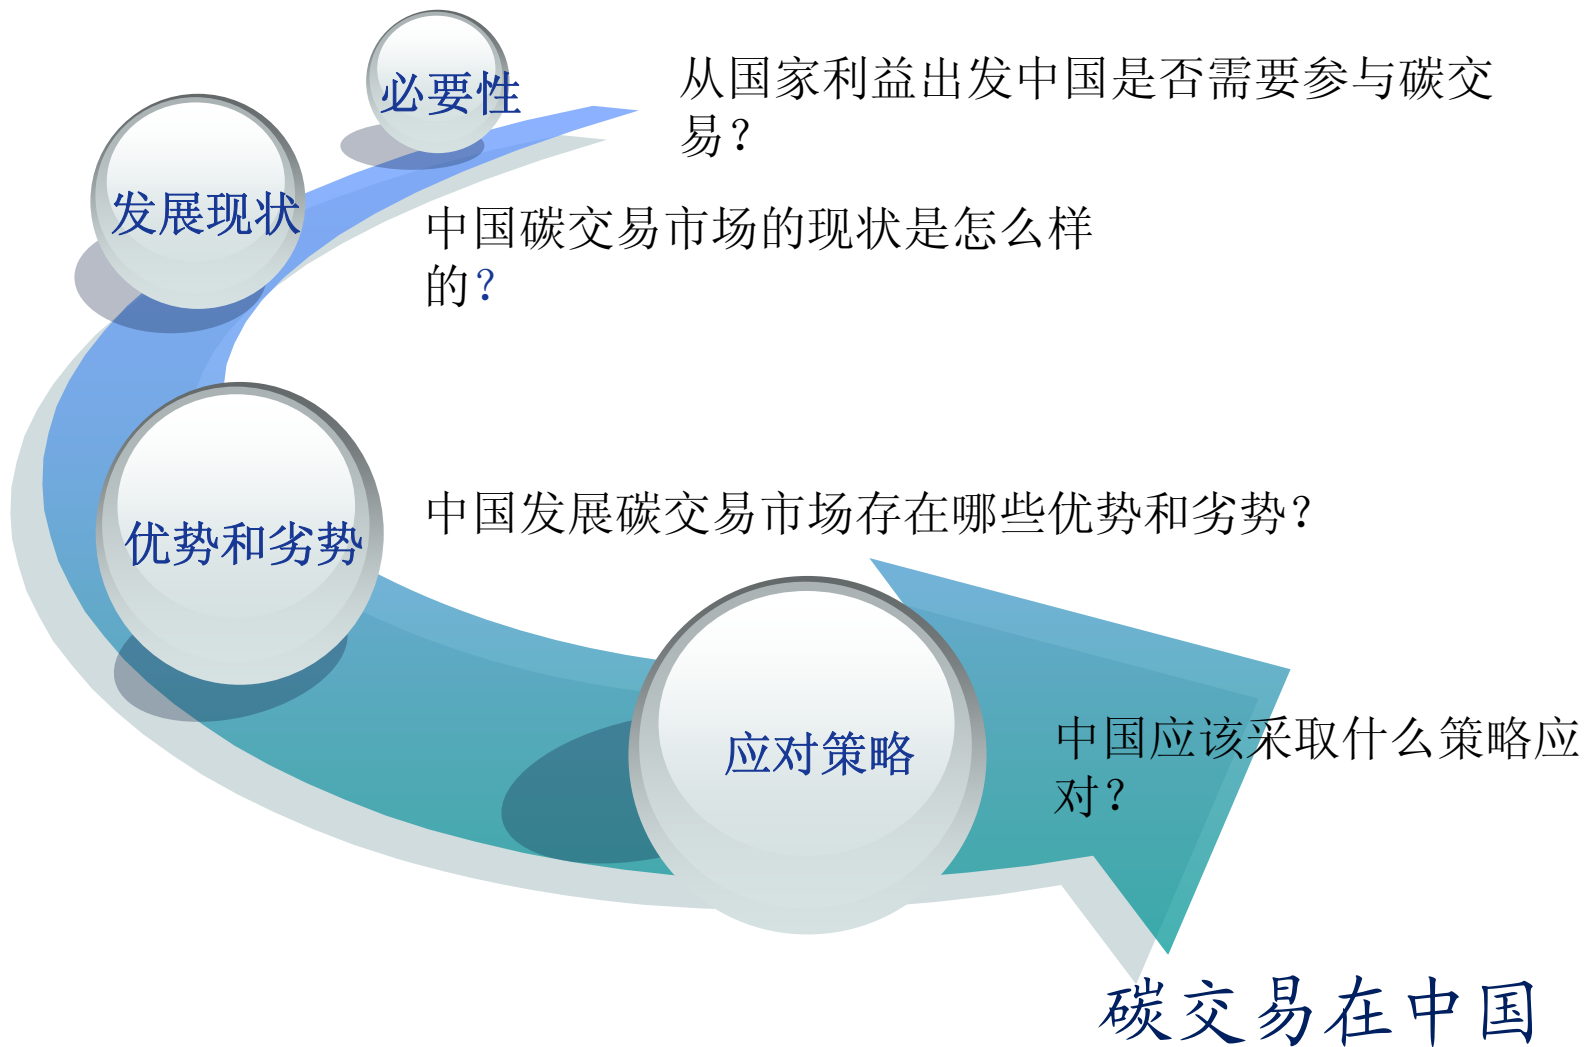 必要性
从国家利益出发中国是否需要参与碳交
易？
发展现状
中国碳交易市场的现状是怎么样
的？
优势和劣势
中国发展碳交易市场存在哪些优势和劣势？
应对策略
中国应该采取什么策略应
对？
碳交易在中国